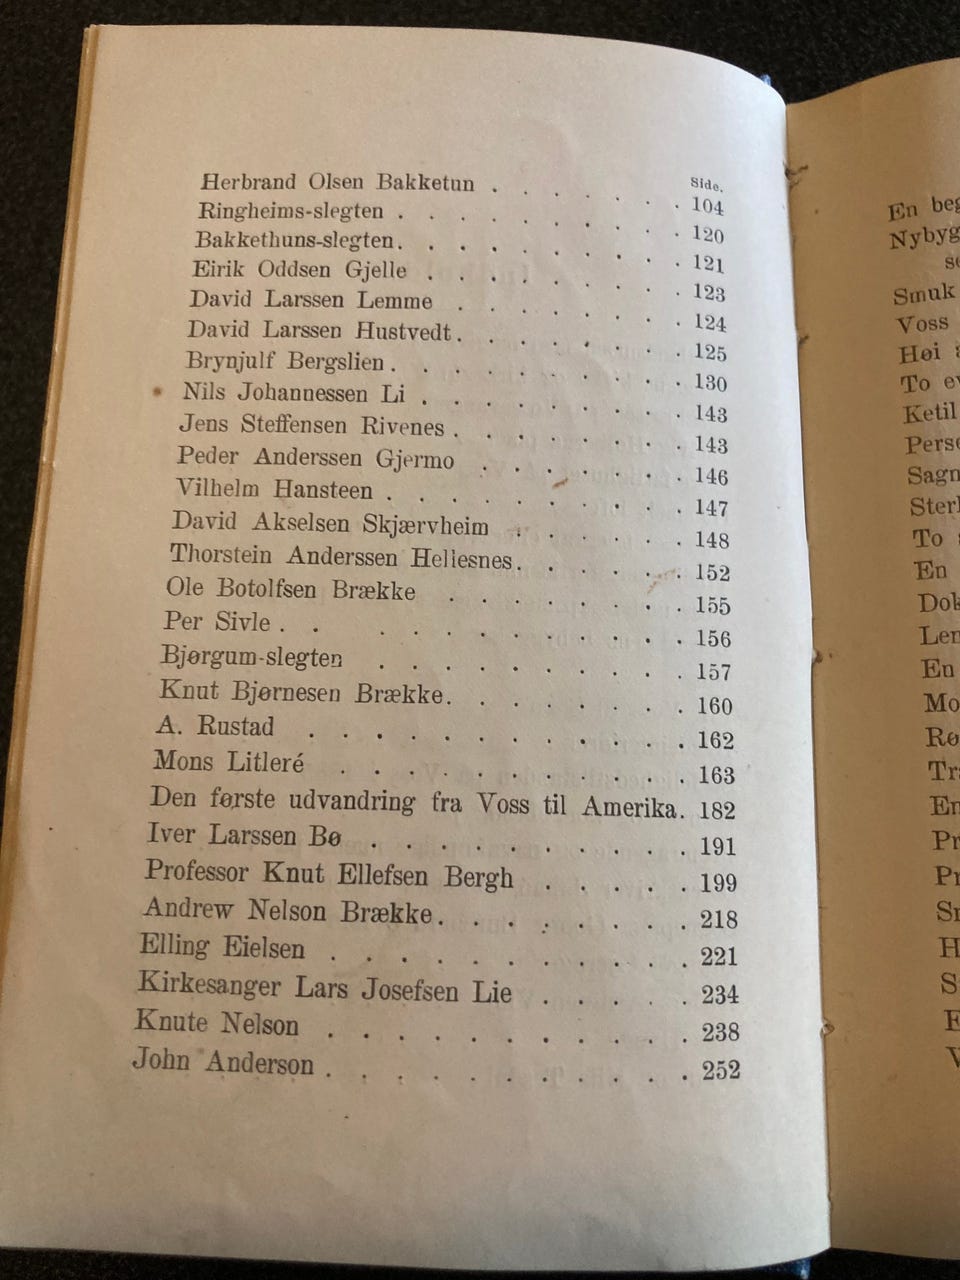 Side.
Herbrand Olsen Bakketun . . . . . . 104
Ringheims-slegten . . . . . . . . 120
Bakkethuns-slegten. . . . . . . . 121
Eirik Oddsen Gjelle . . . . . . . 123
David Larssen Lemme . . . . . . . 124
David Larssen Hustvedt. . . . . . . 125
Brynjulf Bergslien. . . . . . . . . 130
Nils Johannessen Li . . . . . . . . 143
Jens Steffensen Rivenes . . . . . . . 143
Peder Anderssen Gjermo . . . . . . . 146
Vilhelm Hansteen . . . . . . . . . 147
David Akselsen Skjærvheim . . . . . . 148
Thorstein Anderssen Hellesnes. . . . . . 152
Ole Botolfsen Brække . . . . . . . . 155
Per Sivle . . . . . . . . . . . 156
Bjørgum-slegten . . . . . . . . . . 157
Knut Bjørnesen Brække. . . . . . . . 160
A. Rustad . . . . . . . . . . . . 162
Mons Litleré . . . . . . . . . . . 163
Den første udvandring fra Voss til Amerika. 182
Iver Larssen Bø . . . . . . . . . 191
Professor Knut Ellefsen Bergh . . . . . 199
Andrew Nelson Brække. . . . . . . . 218
Elling Eielsen . . . . . . . . . . . 221
Kirkesanger Lars Josefsen Lie . . . . . 234
Knute Nelson . . . . . . . . . . . 238
John Anderson . . . . . . . . . . . 252
En
Smuk
Voss
Høi
To
Ketil
Sagn
To
En
En